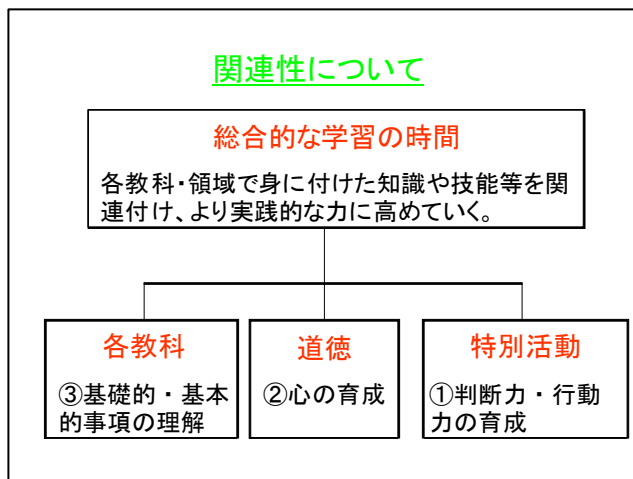 関連性について
総合的な学習の時間
各教科・領域で身に付けた知識や技能等を関
連付け、より実践的な力に高めていく。
各教科
③基礎的・基本
的事項の理解
道徳
②心の育成
特別活動
①判断力・行動
力の育成